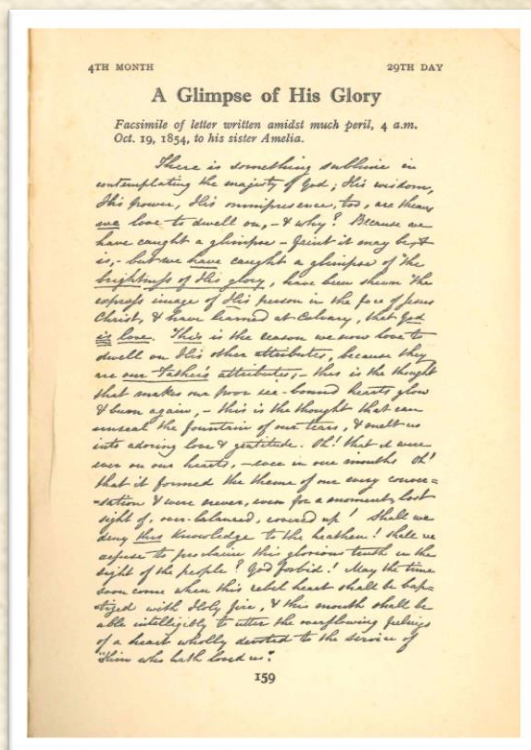 4TH MONTH 29TH DAY
A Glimpse of His Glory
Facsimile of letter written amidst much peril, 4 a.m.
Oct. 19, 1854, to his sister Amelia.
There is something sublime in
contemplating the majesty of God; His wisdom,
His power, His omnipresence, too, are themes
we love to dwell on, - & why? Because we
have caught a glimpse - faint it may be, &
is, - but we have caught a glimpse of "the
brightness of His glory, have been shewn the
express image of His person in the face of Jesus
Christ, & have learned at Calvary, that God
is love. This is the reason we now love to
dwell on His other attributes, because they
are our Father's attributes; - this is the thought
that makes our poor ice-bound hearts glow
& burn again, - this is the thought that can
unseal the fountain of our tears, & melt us
into adoring love & gratitude. Oh! that it were
ever on our hearts, - ever in our mouths Oh!
that it formed the theme of our every conver=
=sation & were never, even for a moment, lost
sight of, over-balanced, covered up! Shall we
deny this knowledge to the heathen! Shall we
refuse to proclaim this glorious truth in the
sight of the people? God forbid! May the time
soon come when this rebel heart shall be bap=
tized with Holy fire, & this mouth shall be
able intelligibly to utter the overflowing feelings
of a heart wholly devoted to the service of
"Him who hath loved us".
159